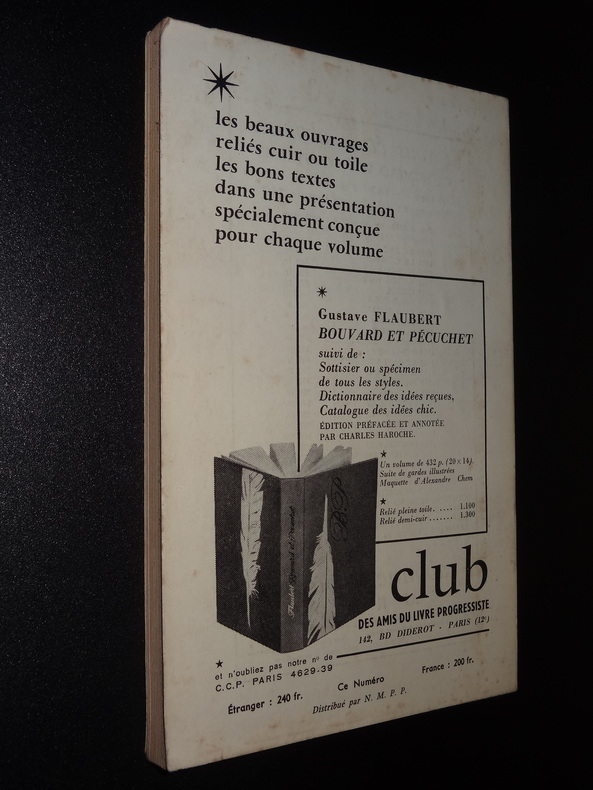 les beaux ouvrages
reliés cuir ou toile
les bons textes
dans une présentation
spécialement conçue
pour chaque volume
Gustave FLAUBERT
BOUVARD ET PÉCUCHET
suivi de :
Sottisier ou spécimen
de tous les styles.
Dictionnaire des idées reçues,
Catalogue des idées chic.
ÉDITION PRÉFACÉE ET ANNOTÉE
PAR CHARLES HAROCHE.
Un volume de 432 p. (20 × 14).
Suite de gardes illustrées
Maquette d'Alexandre Chem
Relié pleine toile..... 1.100
Relié demi-cuir....... 1.300
Flaubert Bouvard et Pécuchet
B.P
club
DES AMIS DU LIVRE PROGRESSISTE
142, BD DIDEROT - PARIS (12e)
et n'oubliez pas notre no de
C.C.P. PARIS 4629-39
Étranger : 240 fr. Ce Numéro France : 200 fr.
Distribué par N. M. P. P.